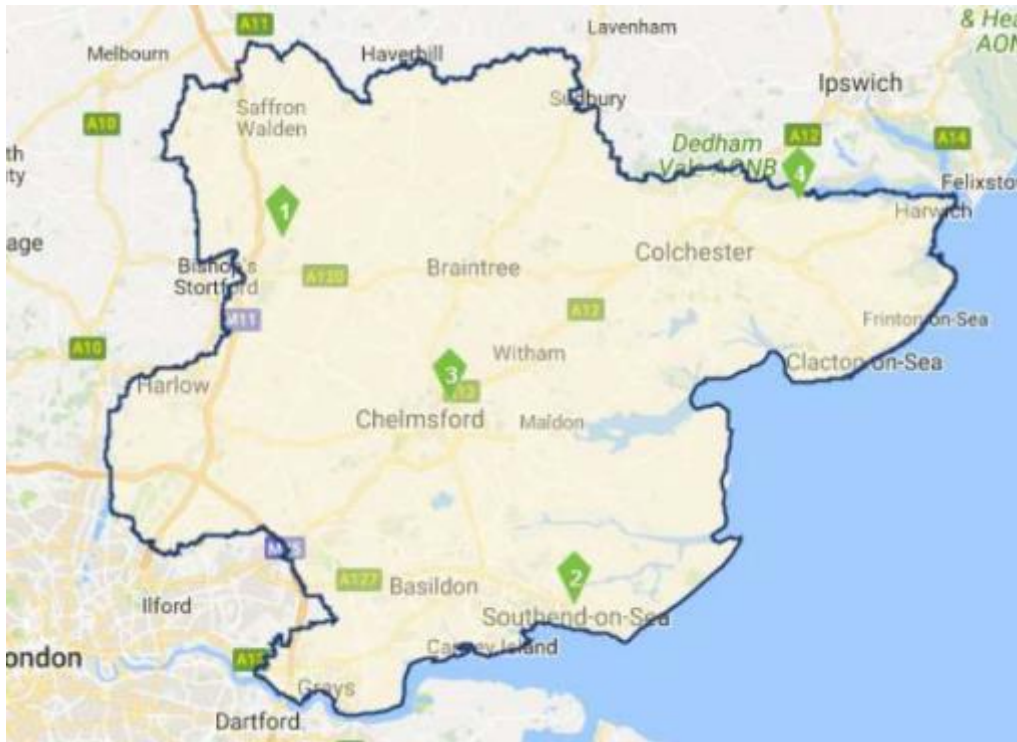 A11
Melbourn
Haverhill
Lavenham
& Hea
AON
Ipswich
Sudbury
Saffron
Walden
A10
A12
A14
th
ty
Dedham
Vale AONB
4
Felixstow
Harwich
1
age
Colchester
Bishop's
Stortford
A120
Braintree
A12
M11
Frinton-on-Sea
A10
Witham
Clacton-on-Sea
Harlow
3
Chelmsford
Maldon
M25
A127
Basildon
2
Ilford
Southend-on-Sea
Canvey Island
ondon
Grays
Dartford